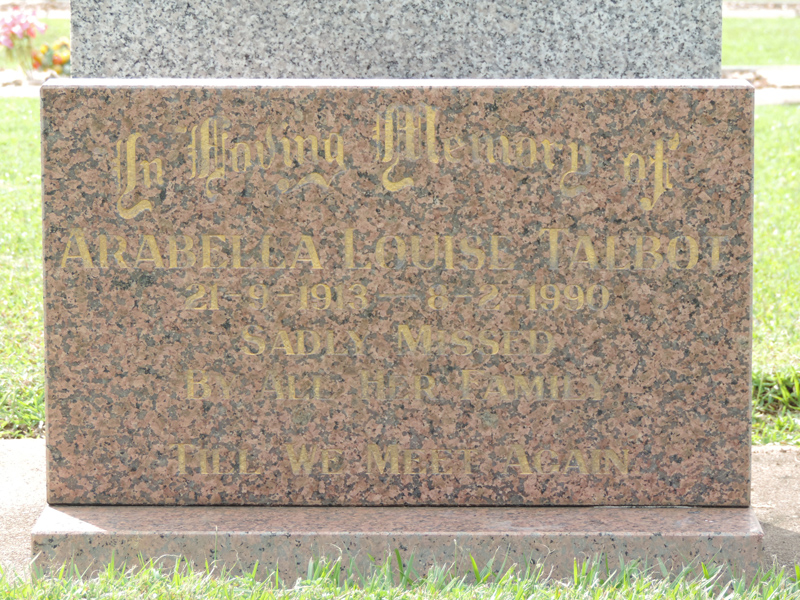 In Loving Memory of
ARABELLA LOUISE TALBOT
21-9-1913 — 8-2-1990
SADLY MISSED
BY ALL HER FAMILY
TILL WE MEET AGAIN